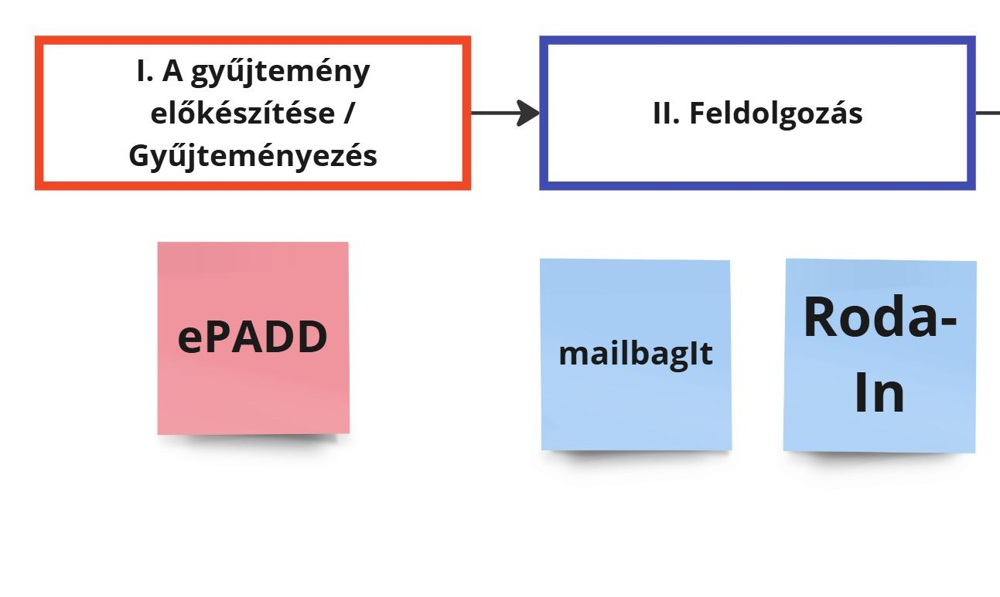 I. A gyűjtemény
előkészítése /
Gyűjteményezés
II. Feldolgozás
ePADD
mailbagIt
Roda-
In